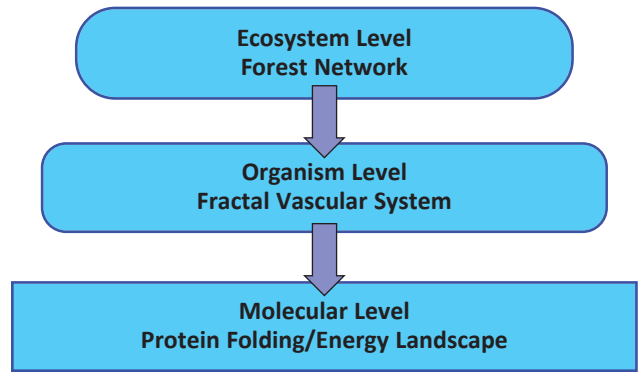 Ecosystem Level
Forest Network
Organism Level
Fractal Vascular System
Molecular Level
Protein Folding/Energy Landscape